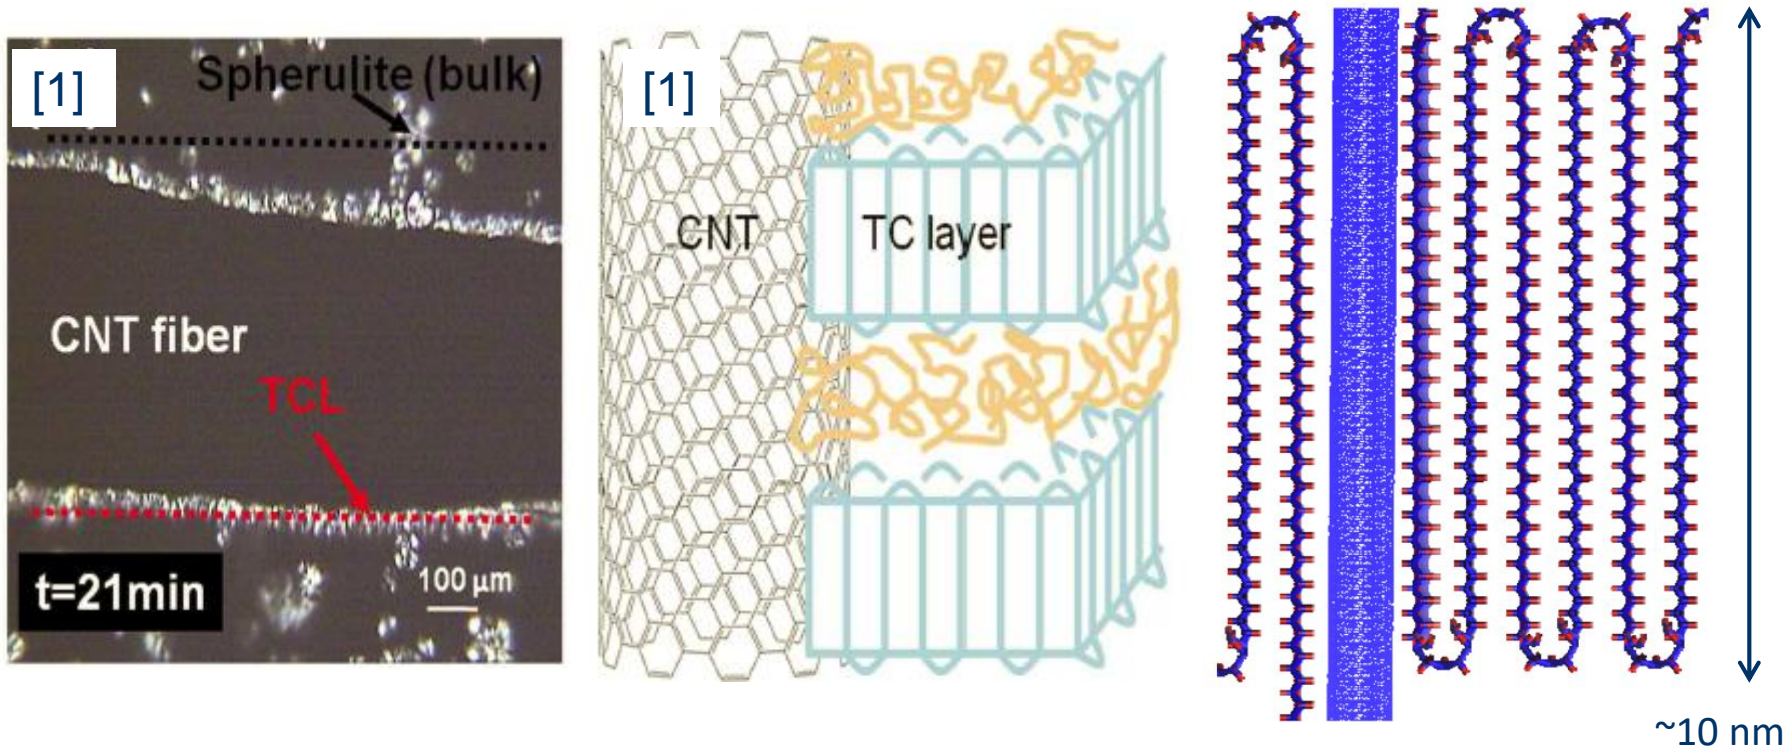 [1]
Spherulite (bulk)
CNT fiber
TCL
t=21min
100 μm
[1]
CNT
TC layer
~10 nm